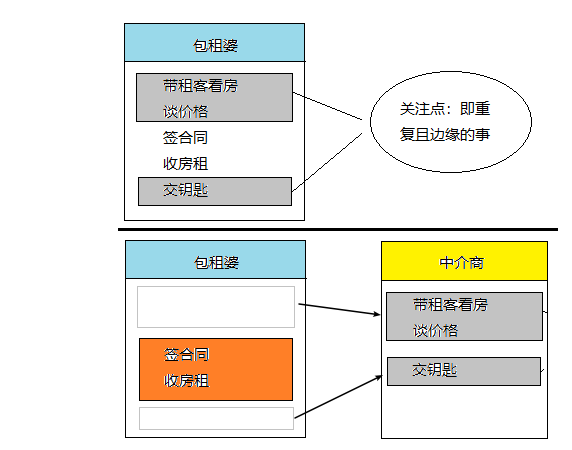 包租婆
带租客看房
谈价格
签合同
收房租
交钥匙
关注点：即重
复且边缘的事
包租婆
签合同
收房租
中介商
带租客看房
谈价格
交钥匙